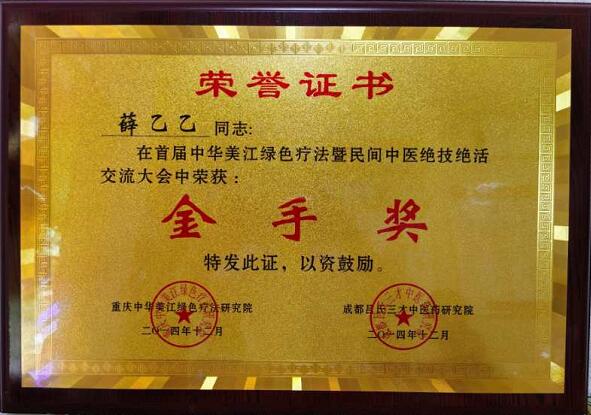 荣誉证书
薛乙乙 同志:
在首届中华美江绿色疗法暨民间中医绝技绝活
交流大会中荣获:
金手奖
特发此证，以资鼓励。
重庆中华美江绿色疗法研究院
二〇一四年十二月
成都吕氏三才中医药研究院
二〇一四年十二月